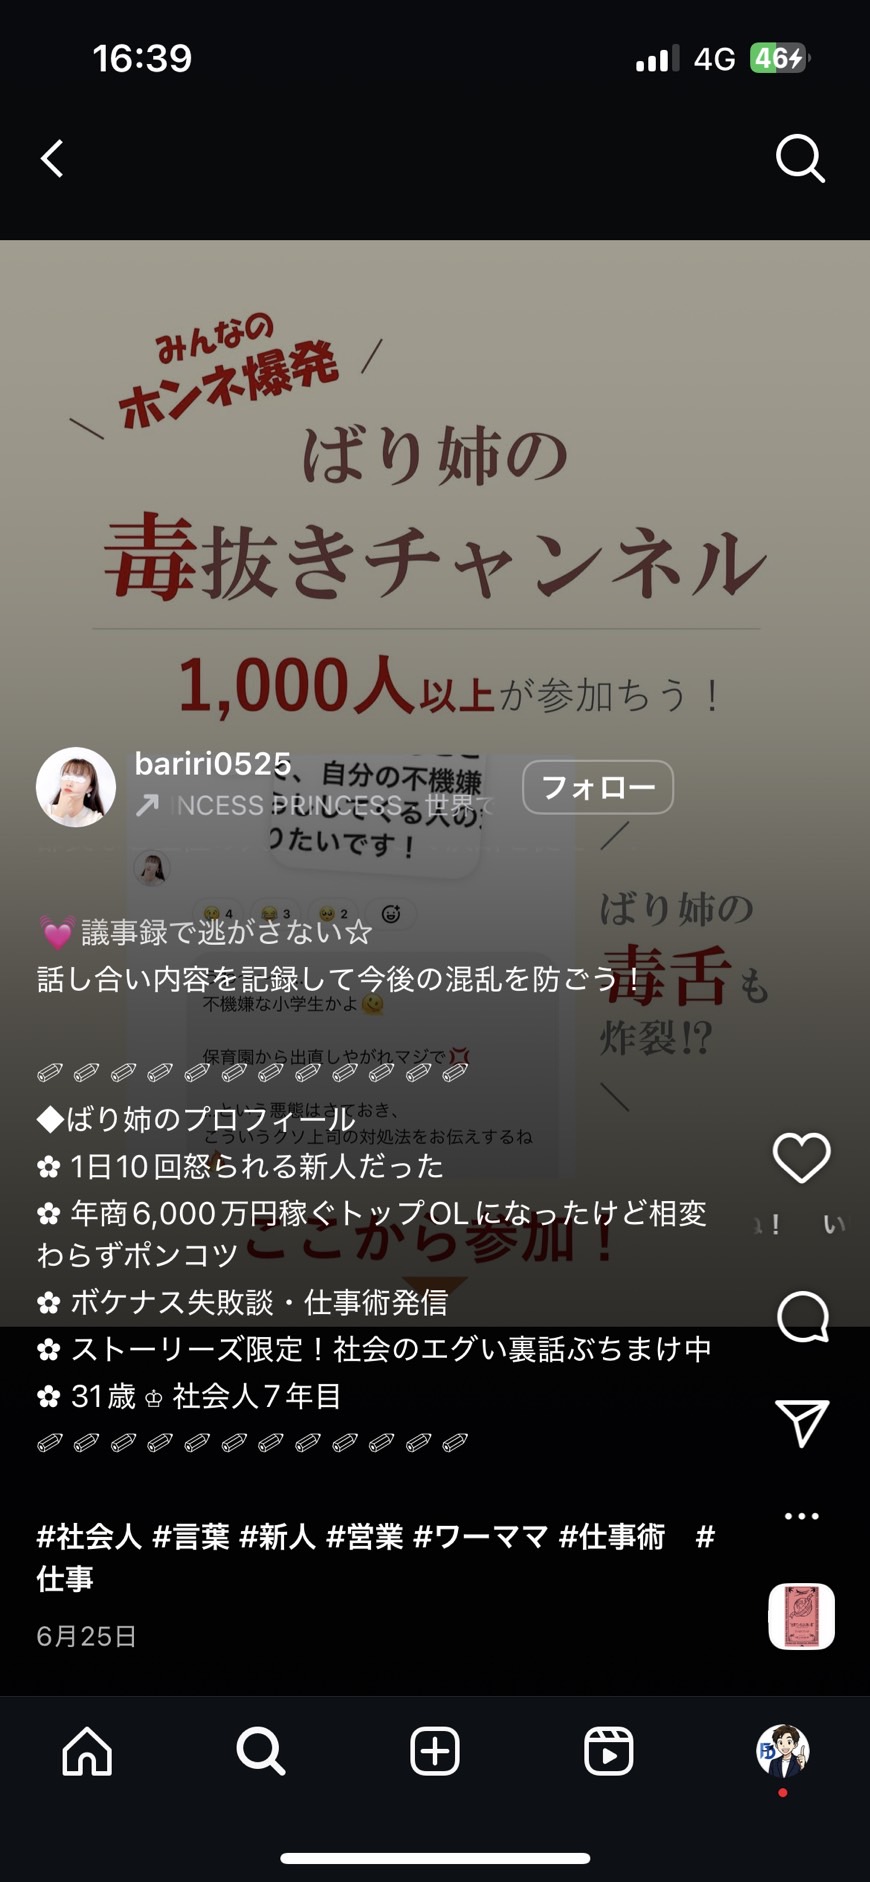 16:39
4G 46
みんなの
ホンネ爆発
ばり姉の
毒抜きチャンネル
1,000人以上が参加ちう！
bariri0525
フォロー
NCESS PRINCESS・世界で
、自分の不機嫌
りたいです！
4 3 2
ばり姉の
毒舌も
炸裂!?
💓議事録で逃がさない☆
話し合い内容を記録して今後の混乱を防ごう！
不機嫌な小学生かよ🫠
保育園から出直しやがれマジで💢
✐✐✐✐✐✐✐✐✐✐✐✐
◆ばり姉のプロフィール
という悪態はさておき、
こういうクソ上司の対処法をお伝えするね
✿ 1日10回怒られる新人だった
✿ 年商6,000万円稼ぐトップOLになったけど相変
わらずポンコツ
ここから参加！
い
✿ ボケナス失敗談・仕事術発信
✿ ストーリーズ限定！社会のエグい裏話ぶちまけ中
✿ 31歳♔社会人7年目
✐✐✐✐✐✐✐✐✐✐✐✐
#社会人 #言葉 #新人 #営業 #ワーママ #仕事術　#
仕事
6月25日